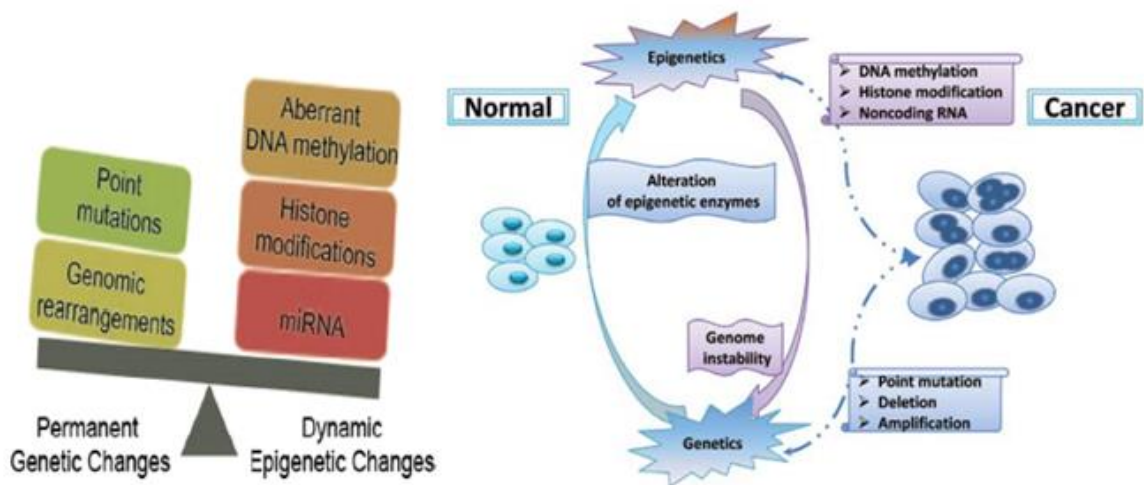 Aberrant
DNA methylation
Point
mutations
Histone
modifications
Genomic
rearrangements
miRNA
Permanent
Genetic Changes
Dynamic
Epigenetic Changes
Epigenetics
Normal
➤ DNA methylation
➤ Histone modification
➤ Noncoding RNA
Cancer
Alteration
of epigenetic enzymes
Genome
instability
➤ Point mutation
➤ Deletion
➤ Amplification
Genetics